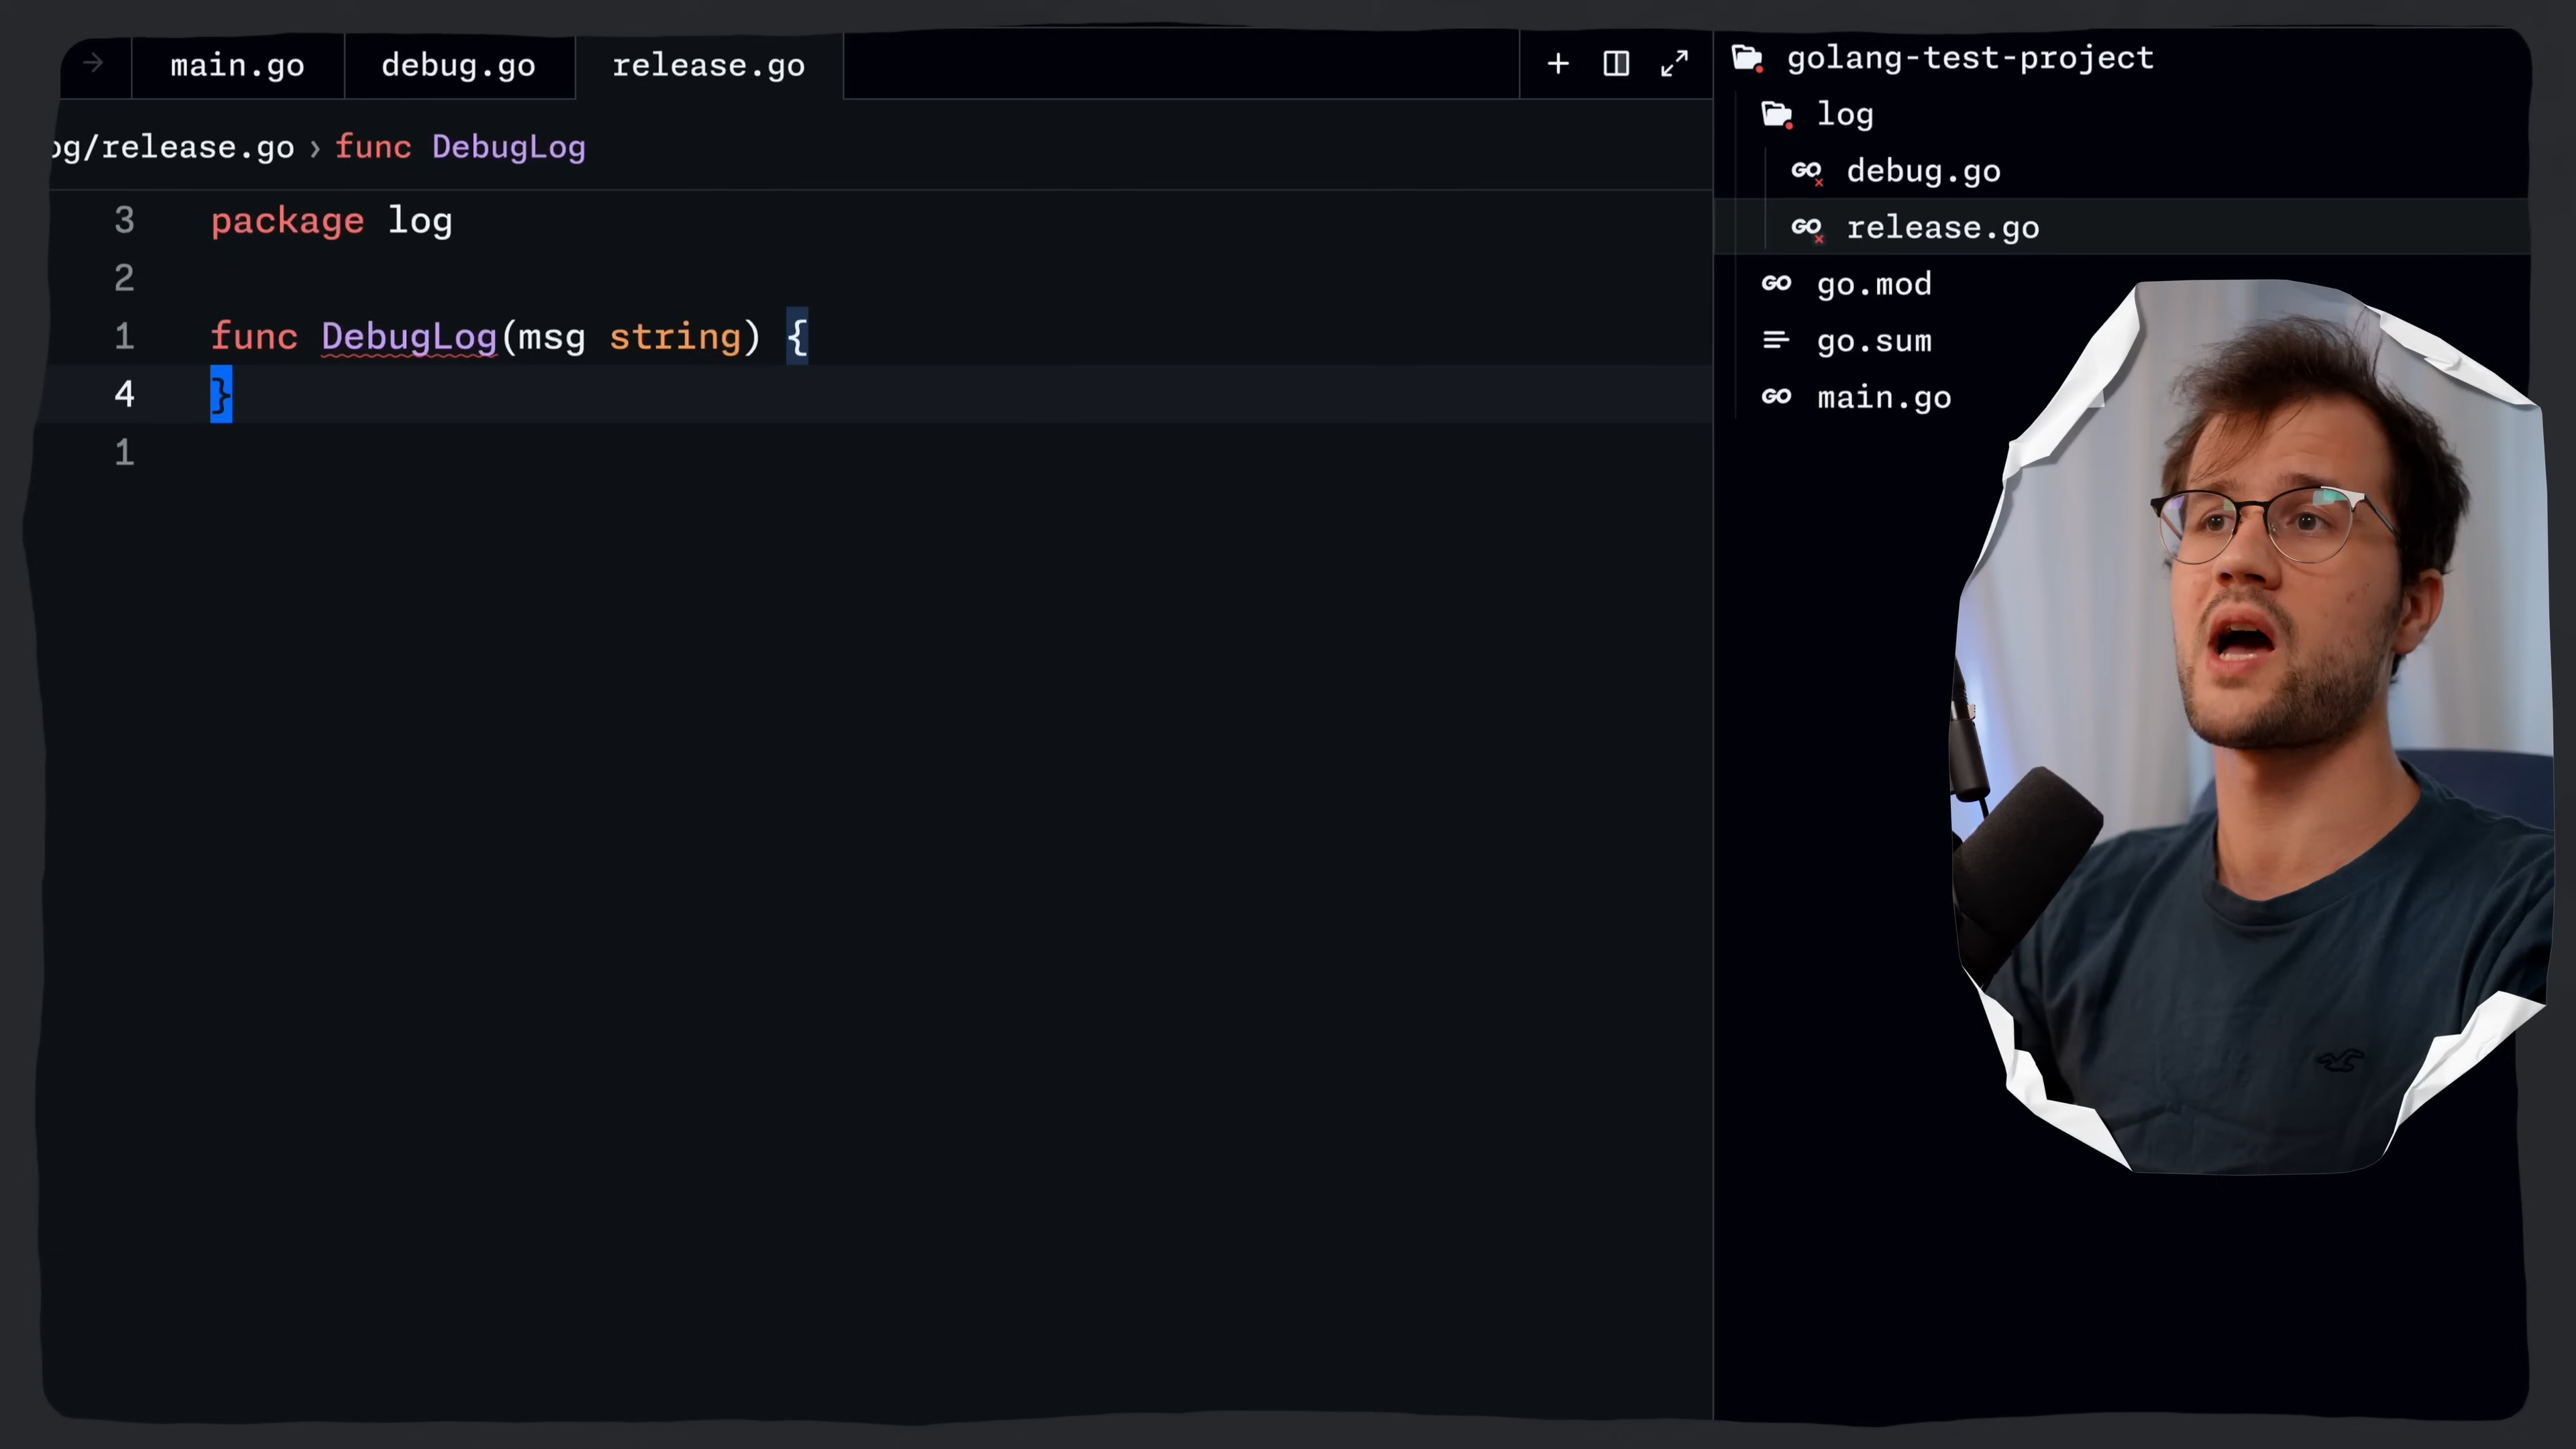 main.go debug.go release.go
og/release.go › func DebugLog
3 package log
2
1 func DebugLog(msg string) {
4 }
1
golang-test-project
log
debug.go
release.go
go.mod
go.sum
main.go